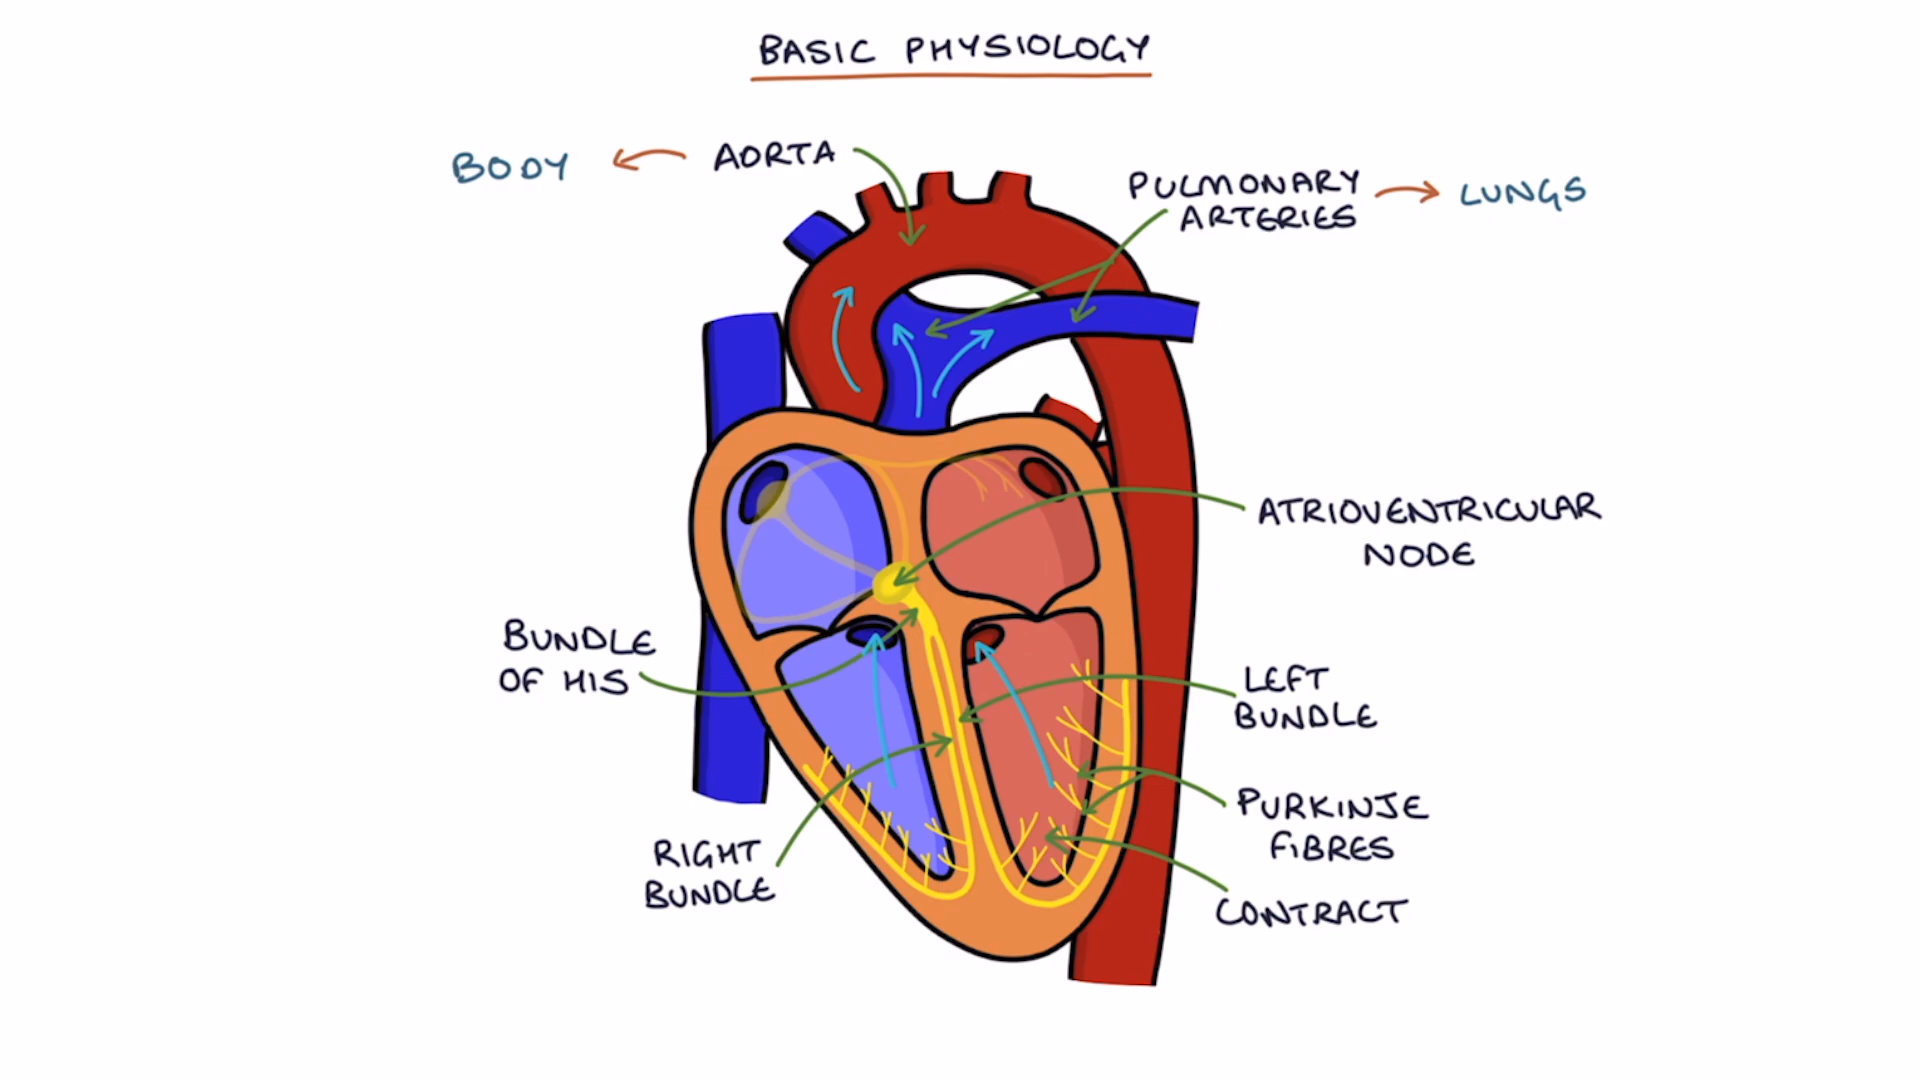 BASIC PHYSIOLOGY
BODY
AORTA
PULMONARY
ARTERIES
LUNGS
ATRIOVENTRICULAR
NODE
BUNDLE
OF HIS
LEFT
BUNDLE
PURKINJE
FIBRES
RIGHT
BUNDLE
CONTRACT